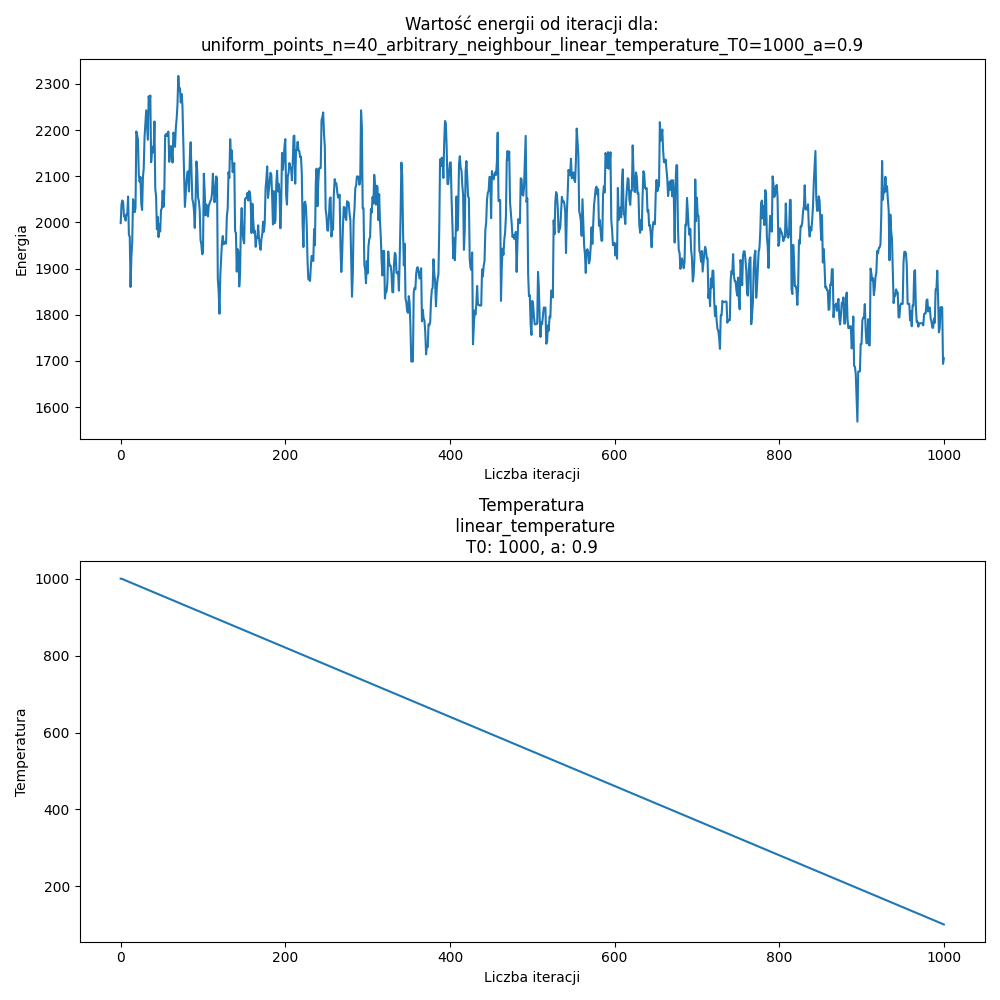 Wartość energii od iteracji dla:
uniform_points_n=40_arbitrary_neighbour_linear_temperature_T0=1000_a=0.9
2300
2200
2100
2000
1900
1800
1700
1600
Energia
0 200 400 600 800 1000
Liczba iteracji
Temperatura
linear_temperature
T0: 1000, a: 0.9
1000
800
600
400
200
Temperatura
0 200 400 600 800 1000
Liczba iteracji